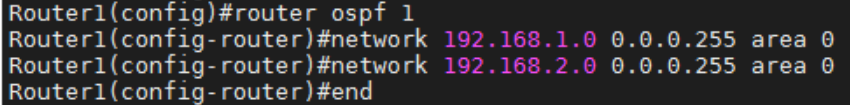 Router1(config)#router ospf 1
Router1(config-router)#network 192.168.1.0 0.0.0.255 area 0
Router1(config-router)#network 192.168.2.0 0.0.0.255 area 0
Router1(config-router)#end